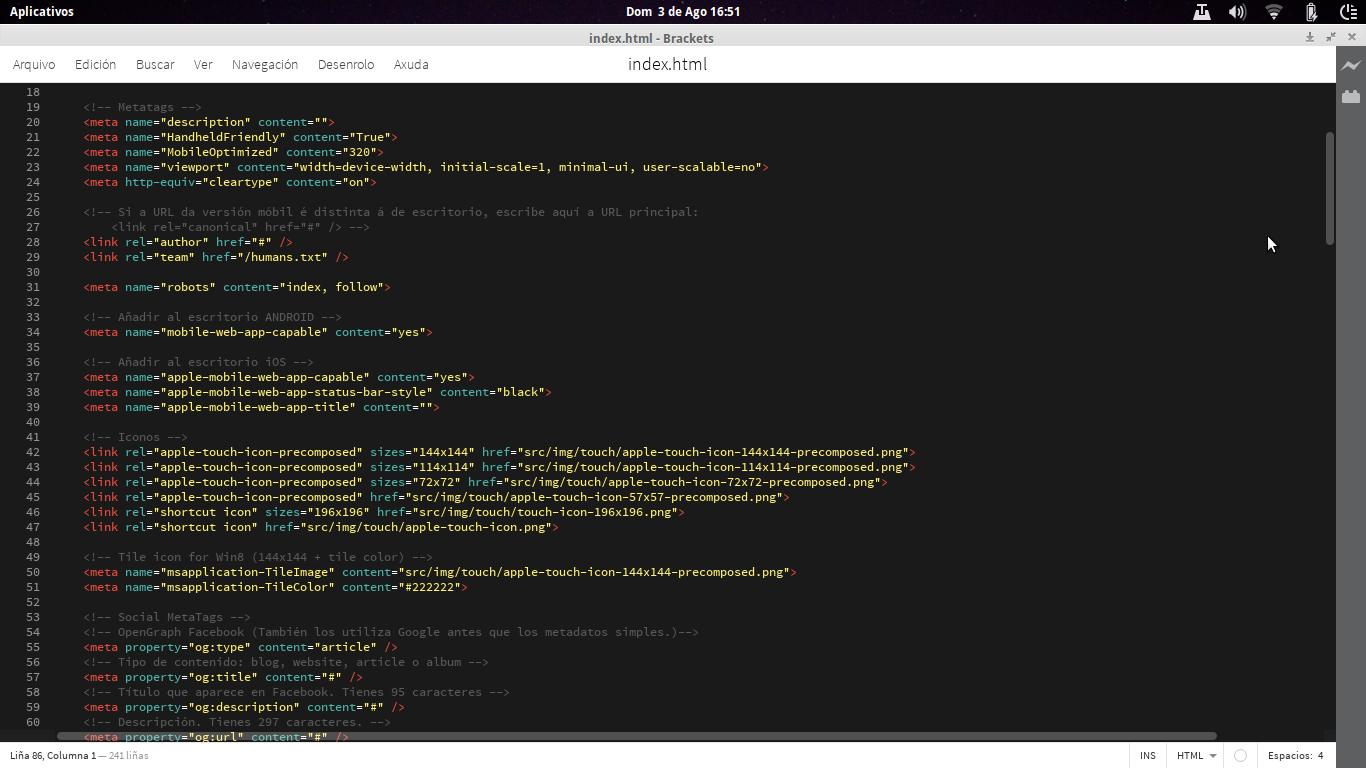 Aplicativos
Dom 3 de Ago 16:51
index.html - Brackets
Arquivo Edición Buscar Ver Navegación Desenrolo Axuda
index.html
18
19 <!-- Metatags -->
20 <meta name="description" content="">
21 <meta name="HandheldFriendly" content="True">
22 <meta name="MobileOptimized" content="320">
23 <meta name="viewport" content="width=device-width, initial-scale=1, minimal-ui, user-scalable=no">
24 <meta http-equiv="cleartype" content="on">
25
26 <!-- Si a URL da versión móbil é distinta á de escritorio, escribe aquí a URL principal:
27 <link rel="canonical" href="#" /> -->
28 <link rel="author" href="#" />
29 <link rel="team" href="/humans.txt" />
30
31 <meta name="robots" content="index, follow">
32
33 <!-- Añadir al escritorio ANDROID -->
34 <meta name="mobile-web-app-capable" content="yes">
35
36 <!-- Añadir al escritorio iOS -->
37 <meta name="apple-mobile-web-app-capable" content="yes">
38 <meta name="apple-mobile-web-app-status-bar-style" content="black">
39 <meta name="apple-mobile-web-app-title" content="">
40
41 <!-- Iconos -->
42 <link rel="apple-touch-icon-precomposed" sizes="144x144" href="src/img/touch/apple-touch-icon-144x144-precomposed.png">
43 <link rel="apple-touch-icon-precomposed" sizes="114x114" href="src/img/touch/apple-touch-icon-114x114-precomposed.png">
44 <link rel="apple-touch-icon-precomposed" sizes="72x72" href="src/img/touch/apple-touch-icon-72x72-precomposed.png">
45 <link rel="apple-touch-icon-precomposed" href="src/img/touch/apple-touch-icon-57x57-precomposed.png">
46 <link rel="shortcut icon" sizes="196x196" href="src/img/touch/touch-icon-196x196.png">
47 <link rel="shortcut icon" href="src/img/touch/apple-touch-icon.png">
48
49 <!-- Tile icon for Win8 (144x144 + tile color) -->
50 <meta name="msapplication-TileImage" content="src/img/touch/apple-touch-icon-144x144-precomposed.png">
51 <meta name="msapplication-TileColor" content="#222222">
52
53 <!-- Social MetaTags -->
54 <!-- OpenGraph Facebook (También los utiliza Google antes que los metadatos simples.)-->
55 <meta property="og:type" content="article" />
56 <!-- Tipo de contenido: blog, website, article o album -->
57 <meta property="og:title" content="#" />
58 <!-- Título que aparece en Facebook. Tienes 95 caracteres -->
59 <meta property="og:description" content="#" />
60 <!-- Descripción. Tienes 297 caracteres. -->
<meta property="og:url" content="#" />
Liña 86, Columna 1 — 241 liñas
INS HTML Espacios: 4